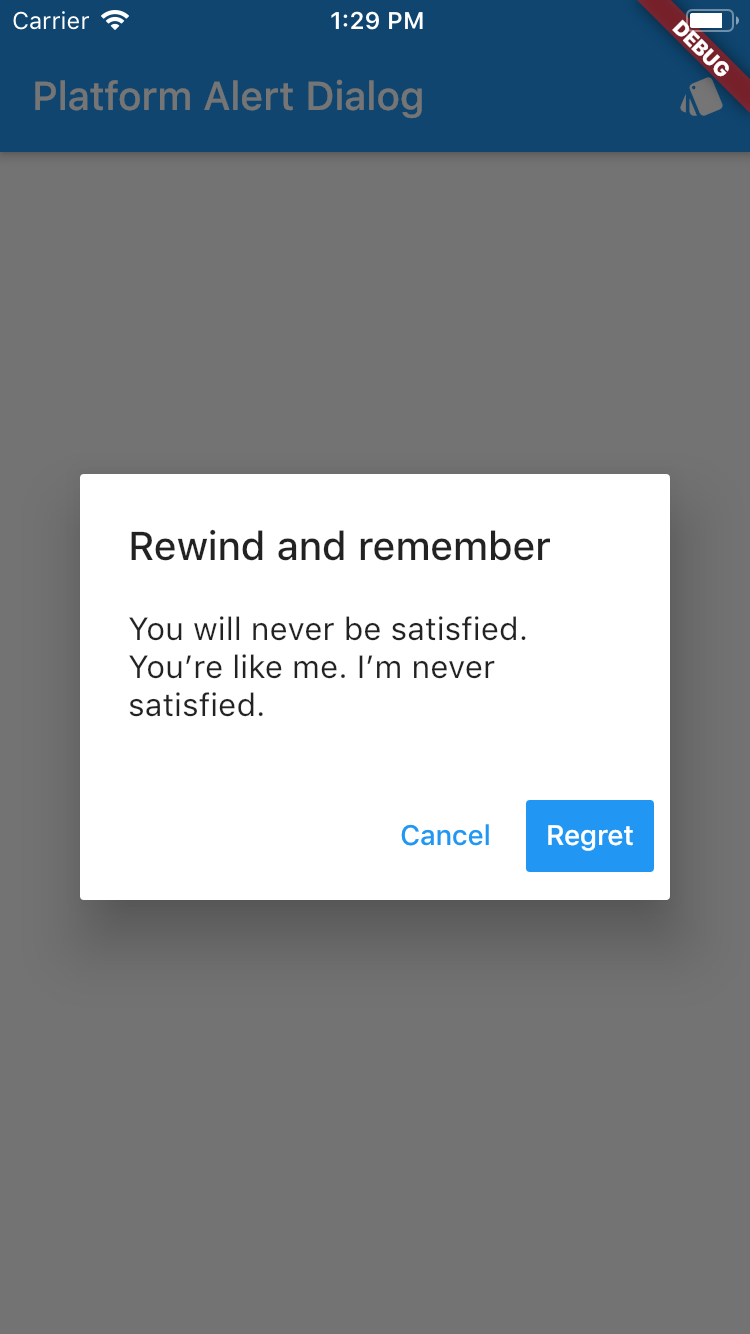 Carrier
1:29 PM
DEBUG
Platform Alert Dialog
Rewind and remember
You will never be satisfied.
You’re like me. I’m never
satisfied.
Cancel
Regret